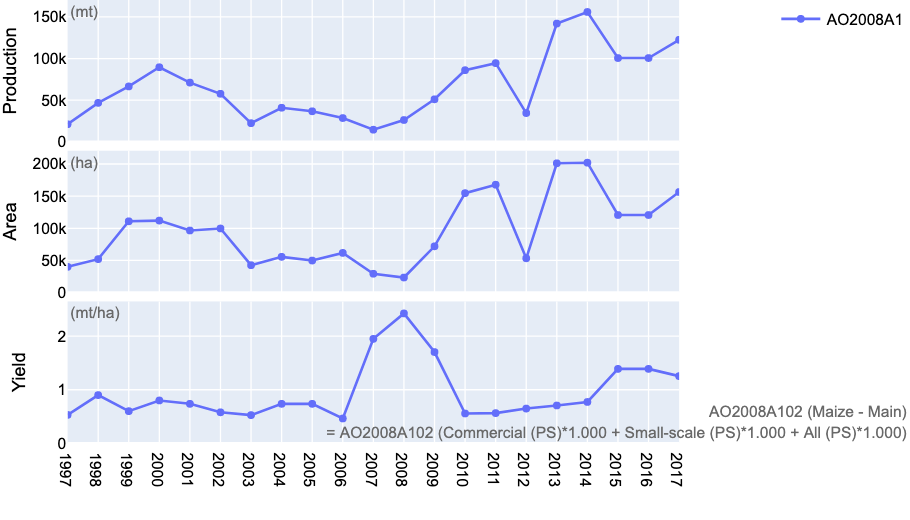 (mt)
150k
100k
50k
0
Production
AO2008A1
(ha)
200k
150k
100k
50k
0
Area
(mt/ha)
2
1
0
Yield
AO2008A102 (Maize - Main)
= AO2008A102 (Commercial (PS)*1.000 + Small-scale (PS)*1.000 + All (PS)*1.000)
1997 1998 1999 2000 2001 2002 2003 2004 2005 2006 2007 2008 2009 2010 2011 2012 2013 2014 2015 2016 2017